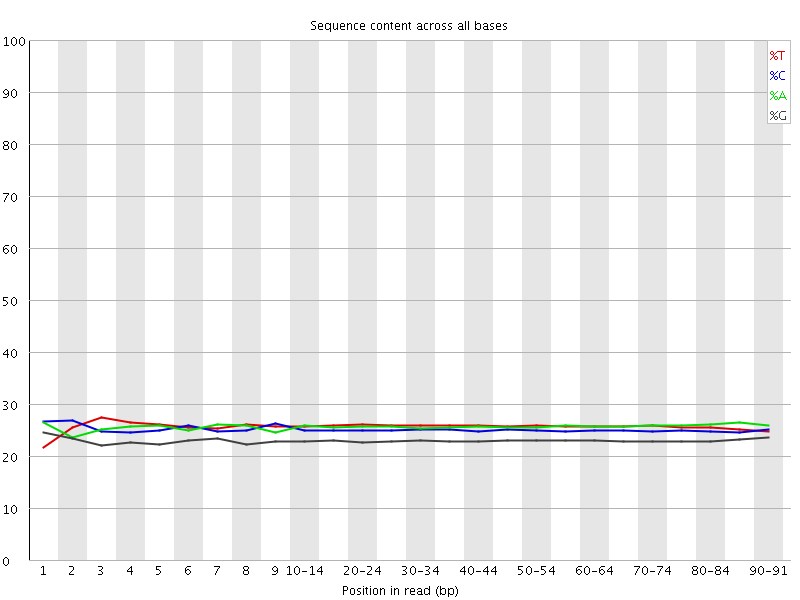 Sequence content across all bases
100
90
80
70
60
50
40
30
20
10
0
%T
%C
%A
%G
1 2 3 4 5 6 7 8 9 10-14 20-24 30-34 40-44 50-54 60-64 70-74 80-84 90-91
Position in read (bp)